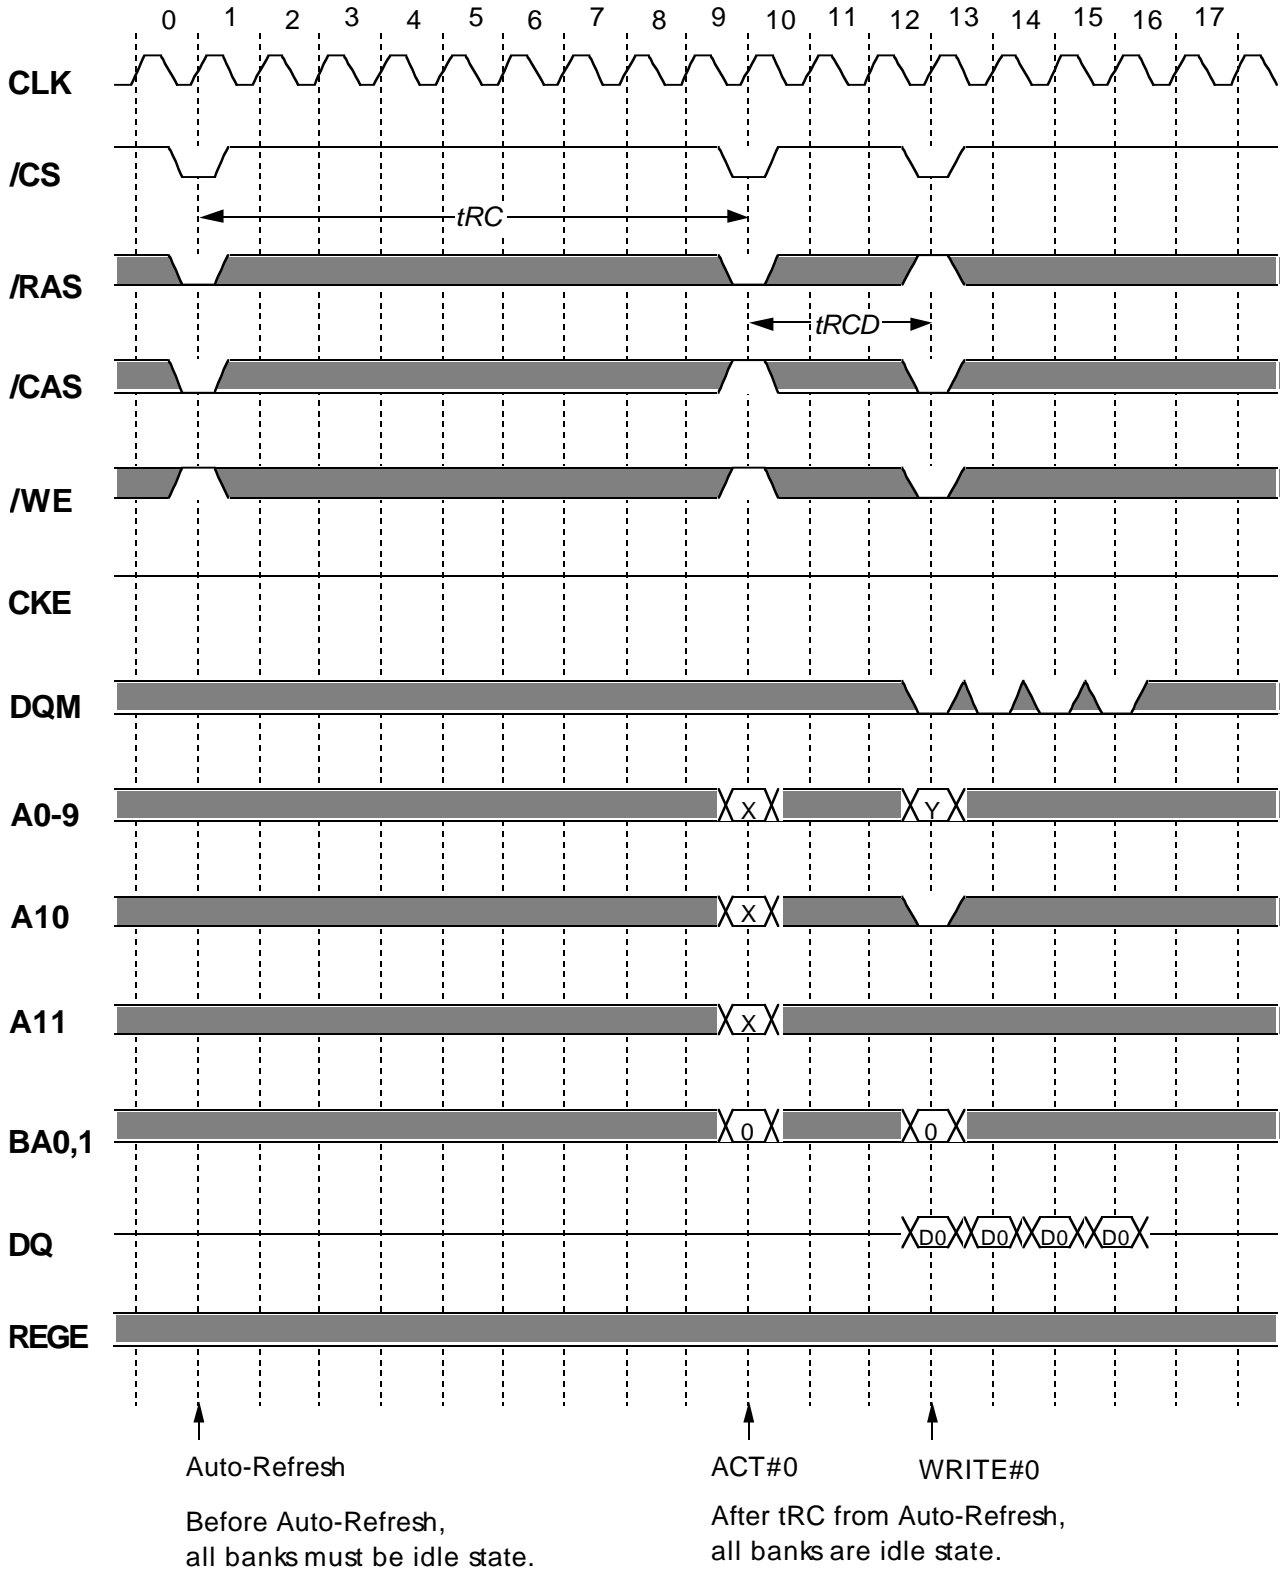 0 1 2 3 4 5 6 7 8 9 10 11 12 13 14 15 16 17
CLK
/CS
tRC
/RAS
tRCD
/CAS
/WE
CKE
DQM
A0-9 X Y
A10 X
A11 X
BA0,1 0 0
DQ D0 D0 D0 D0
REGE
Auto-Refresh ACT#0 WRITE#0
Before Auto-Refresh,
all banks must be idle state.
After tRC from Auto-Refresh,
all banks are idle state.